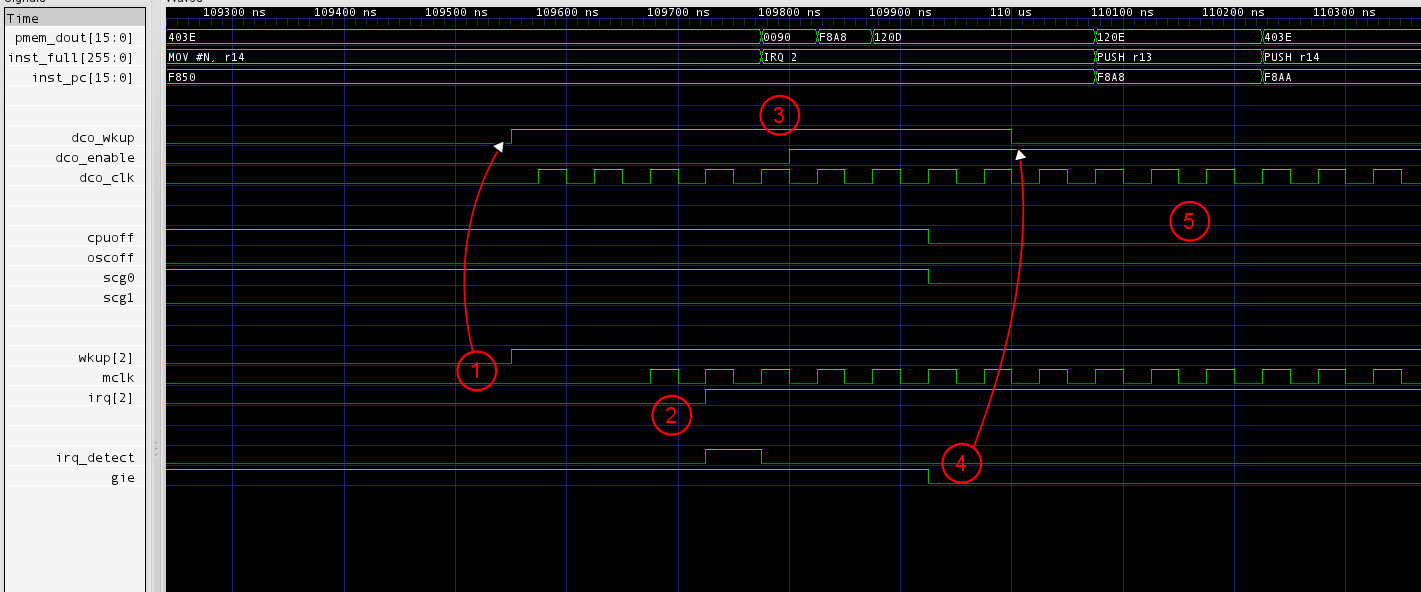 Signals
Waves
Time
109300 ns 109400 ns 109500 ns 109600 ns 109700 ns 109800 ns 109900 ns 110 us 110100 ns 110200 ns 110300 ns
pmem_dout[15:0] 403E 0090 F8A8 120D 120E 403E
inst_full[255:0] MOV #N, r14 IRQ 2 PUSH r13 PUSH r14
inst_pc[15:0] F850 F8A8 F8AA
3
dco_wkup
dco_enable
dco_clk
5
cpuoff
oscoff
scg0
scg1
wkup[2]
1
mclk
irq[2]
2
irq_detect
4
gie